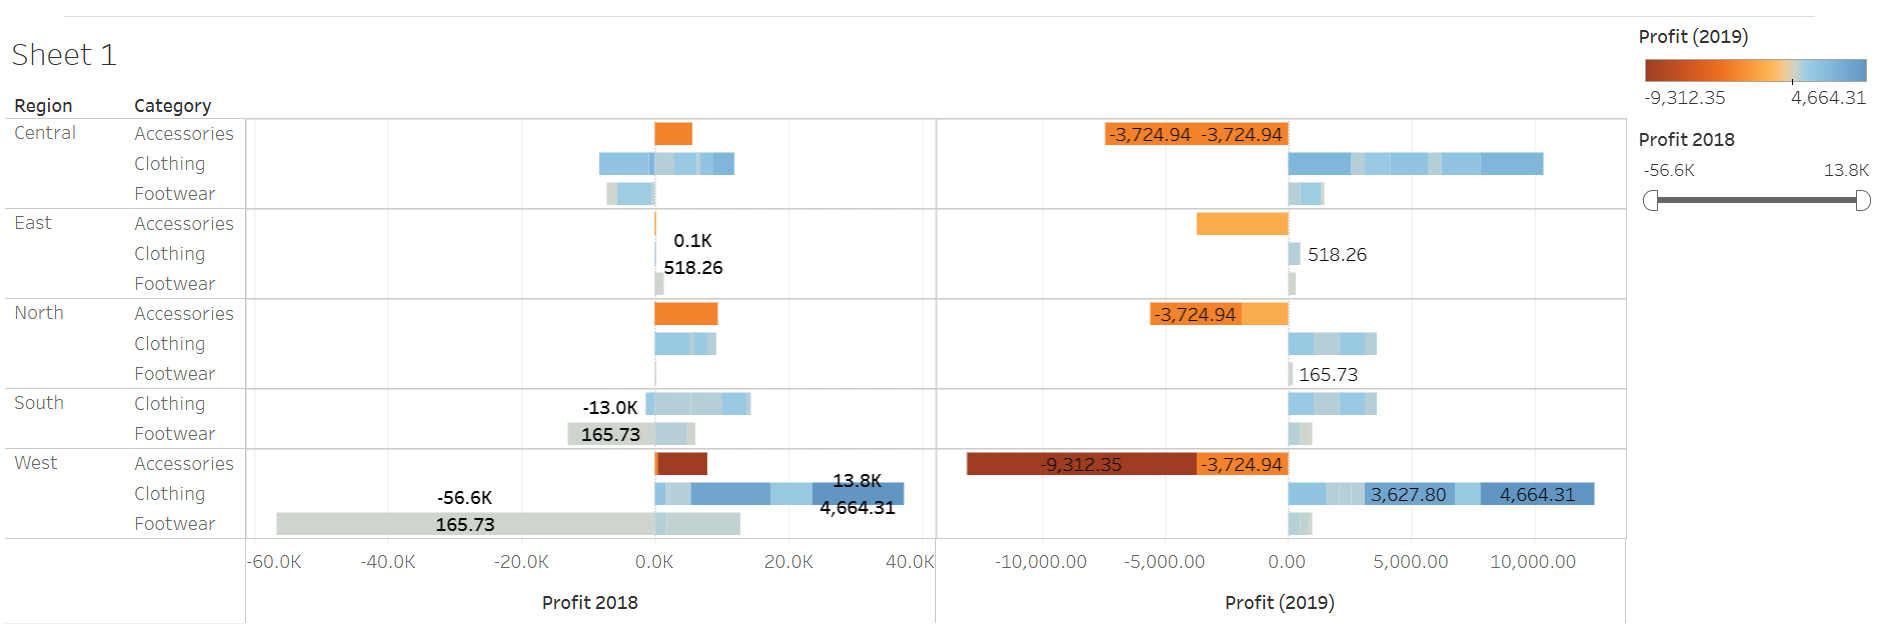 Sheet 1
Profit (2019)
-9,312.35 4,664.31
Profit 2018
-56.6K 13.8K
Region Category
Central Accessories -3,724.94 -3,724.94
Clothing
Footwear
East Accessories
0.1K
Clothing 518.26
518.26
Footwear
North Accessories -3,724.94
Clothing
Footwear 165.73
South Clothing -13.0K
Footwear 165.73
West Accessories -9,312.35 -3,724.94
13.8K
Clothing -56.6K 3,627.80 4,664.31
4,664.31
Footwear 165.73
-60.0K -40.0K -20.0K 0.0K 20.0K 40.0K -10,000.00 -5,000.00 0.00 5,000.00 10,000.00
Profit 2018 Profit (2019)